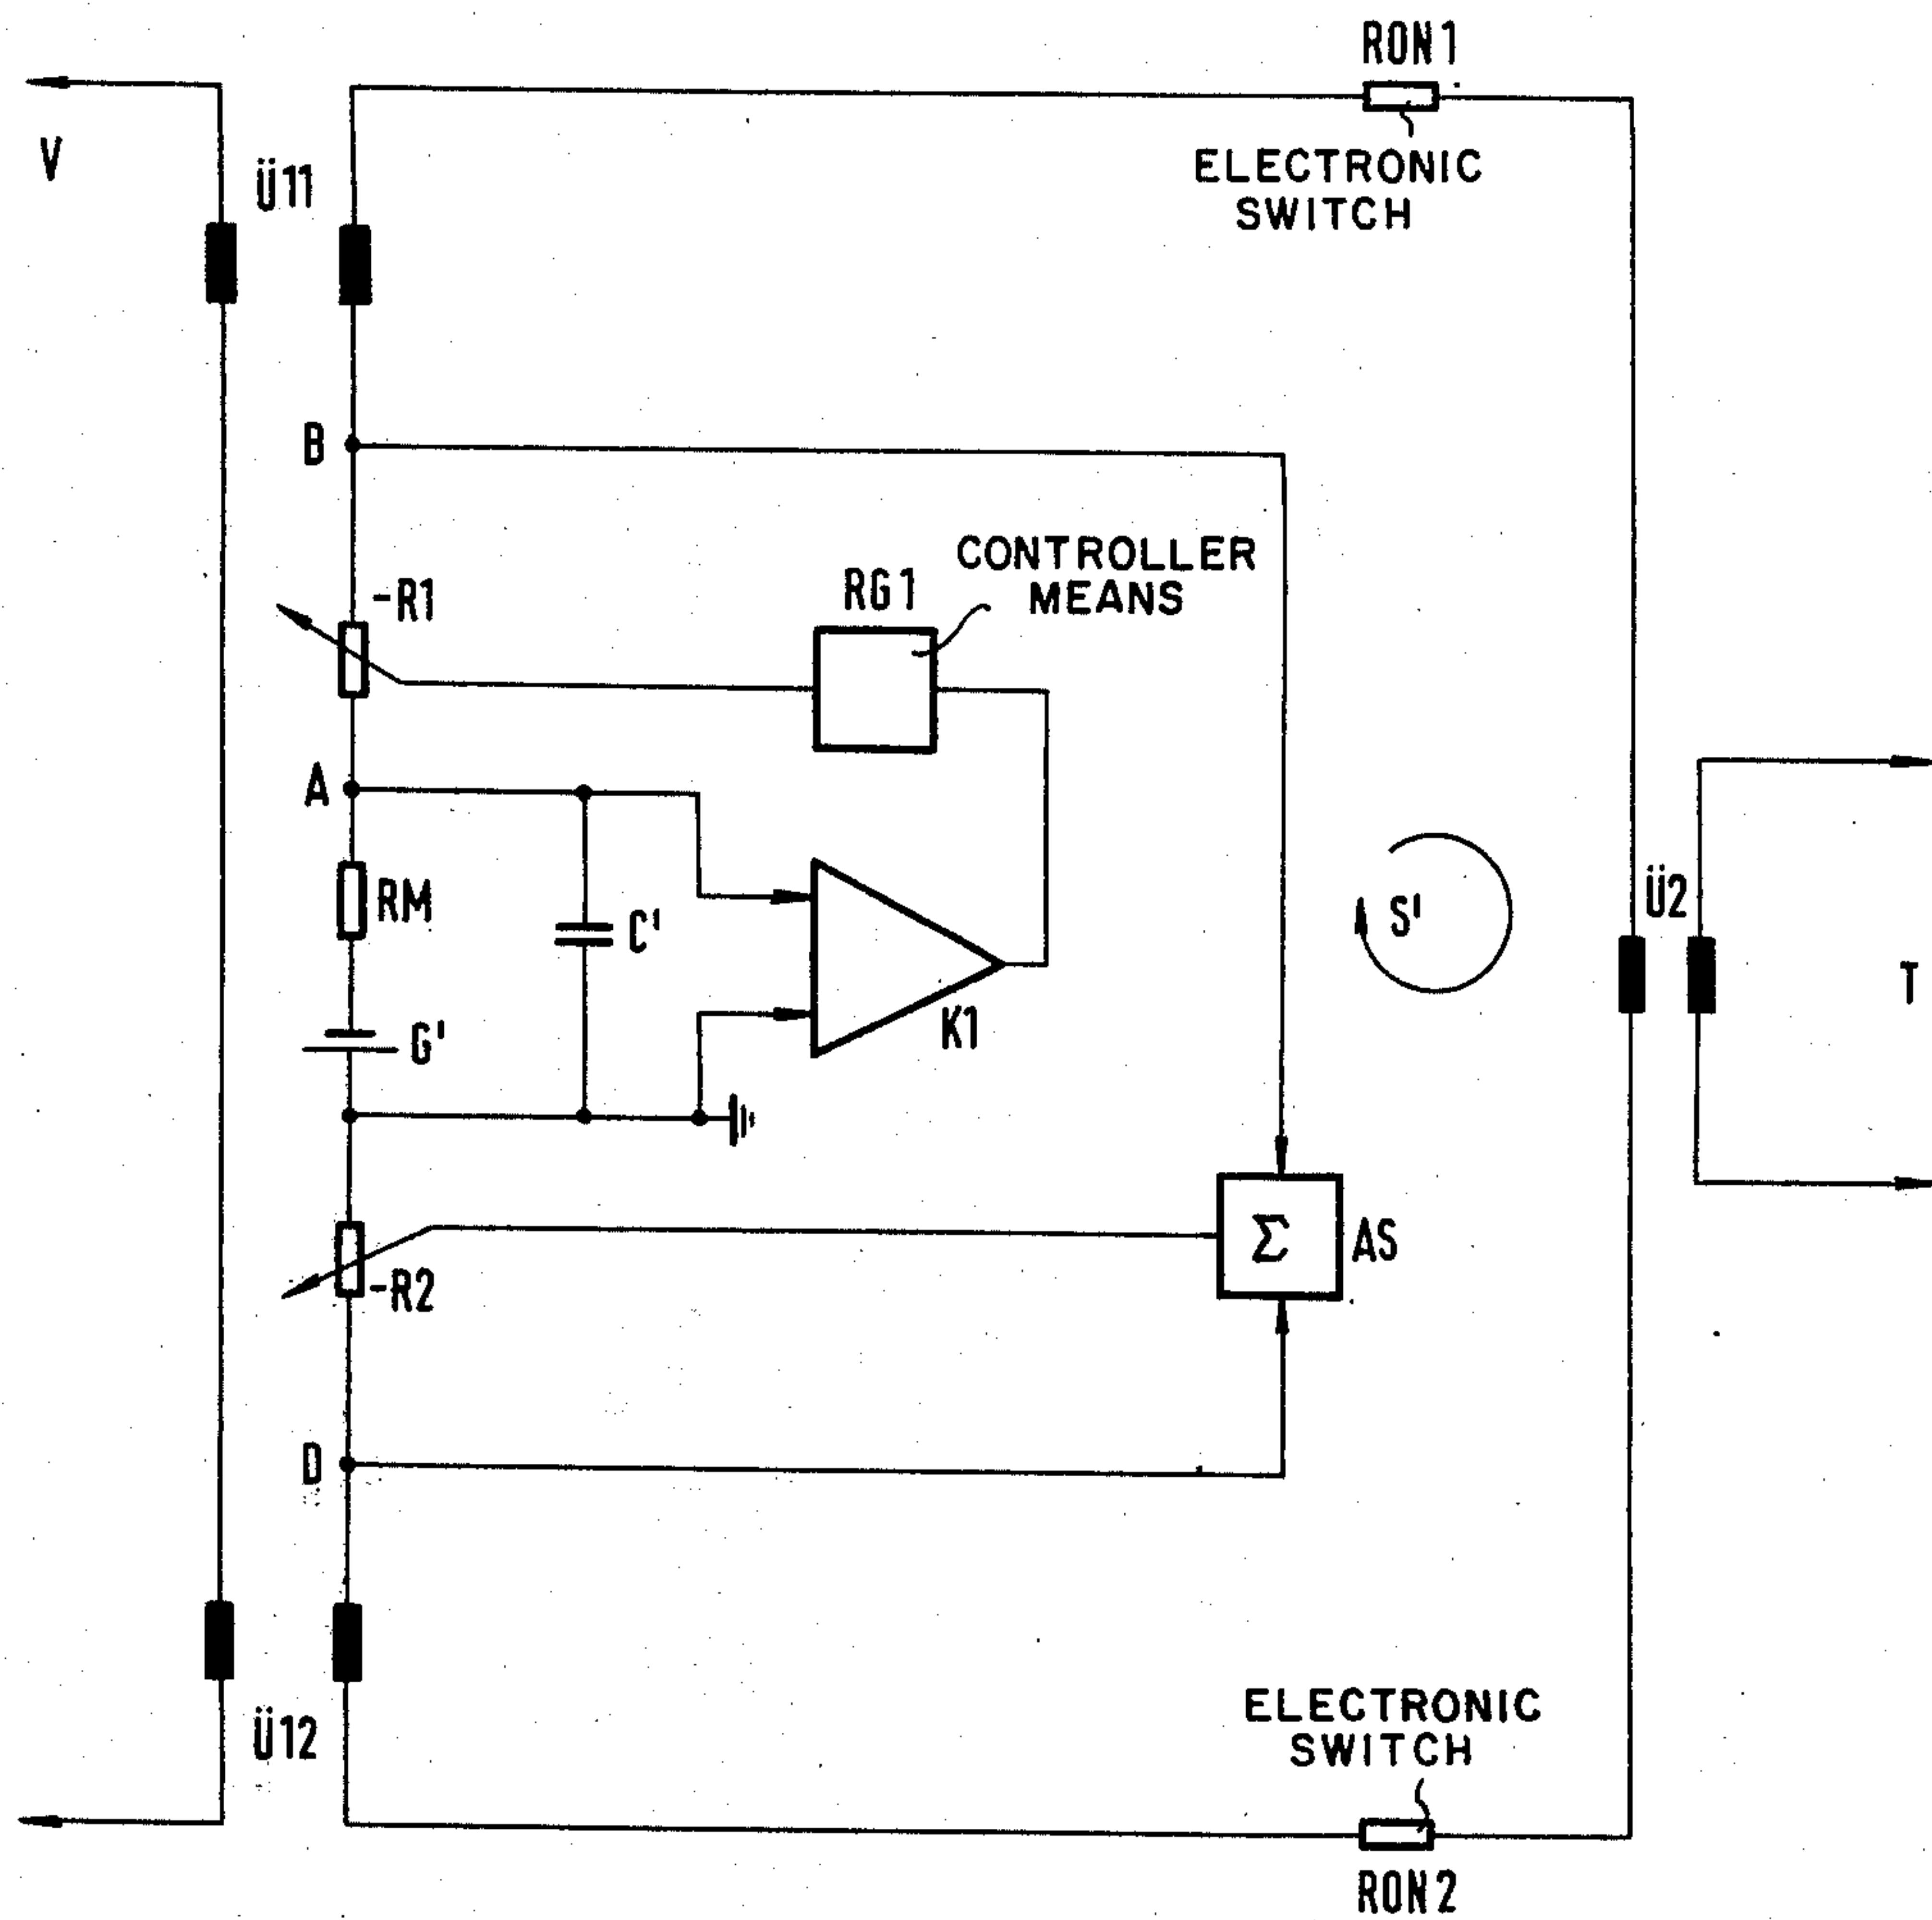 RON1
V
Ü11
ELECTRONIC
SWITCH
B
CONTROLLER
MEANS
RG1
-R1
A
RM
C'
S'
Ü2
G'
K1
T
Σ
AS
-R2
D
ELECTRONIC
SWITCH
Ü12
RON2